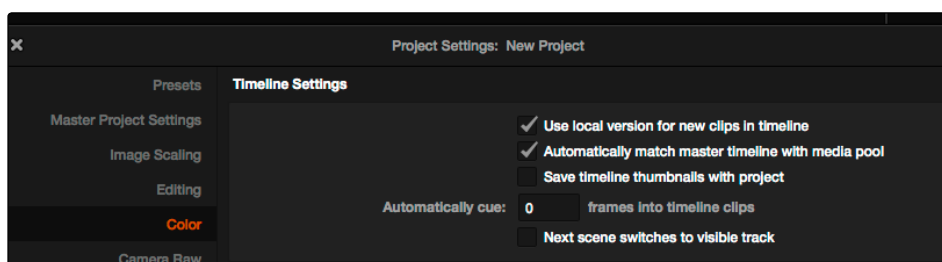 Project Settings: New Project
Presets
Master Project Settings
Image Scaling
Editing
Color
Camera Raw
Timeline Settings
Use local version for new clips in timeline
Automatically match master timeline with media pool
Save timeline thumbnails with project
Automatically cue: 0 frames into timeline clips
Next scene switches to visible track